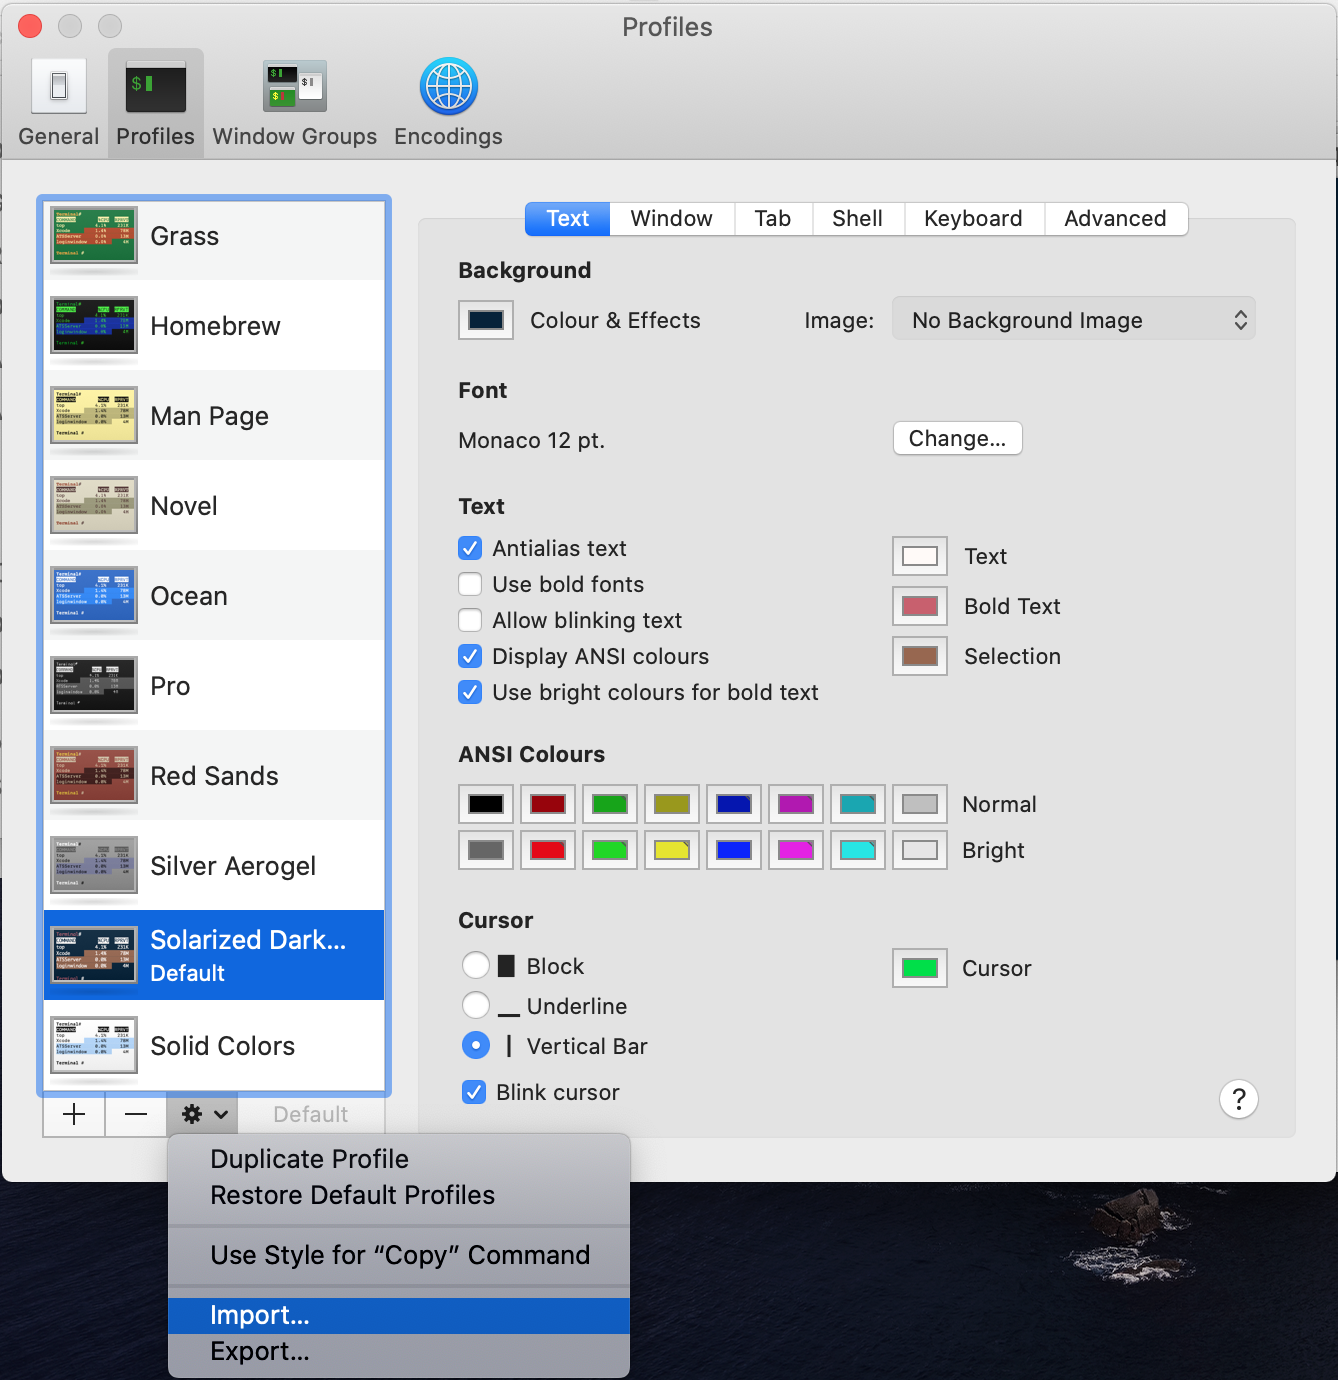 Profiles
General
Profiles
Window Groups
Encodings
Grass
Homebrew
Man Page
Novel
Ocean
Pro
Red Sands
Silver Aerogel
Solarized Dark...
Default
Solid Colors
Default
Text
Window
Tab
Shell
Keyboard
Advanced
Background
Colour & Effects
Image:
No Background Image
Font
Monaco 12 pt.
Change...
Text
Antialias text
Use bold fonts
Allow blinking text
Display ANSI colours
Use bright colours for bold text
Text
Bold Text
Selection
ANSI Colours
Normal
Bright
Cursor
Block
Underline
Vertical Bar
Blink cursor
Cursor
?
Duplicate Profile
Restore Default Profiles
Use Style for “Copy” Command
Import...
Export...